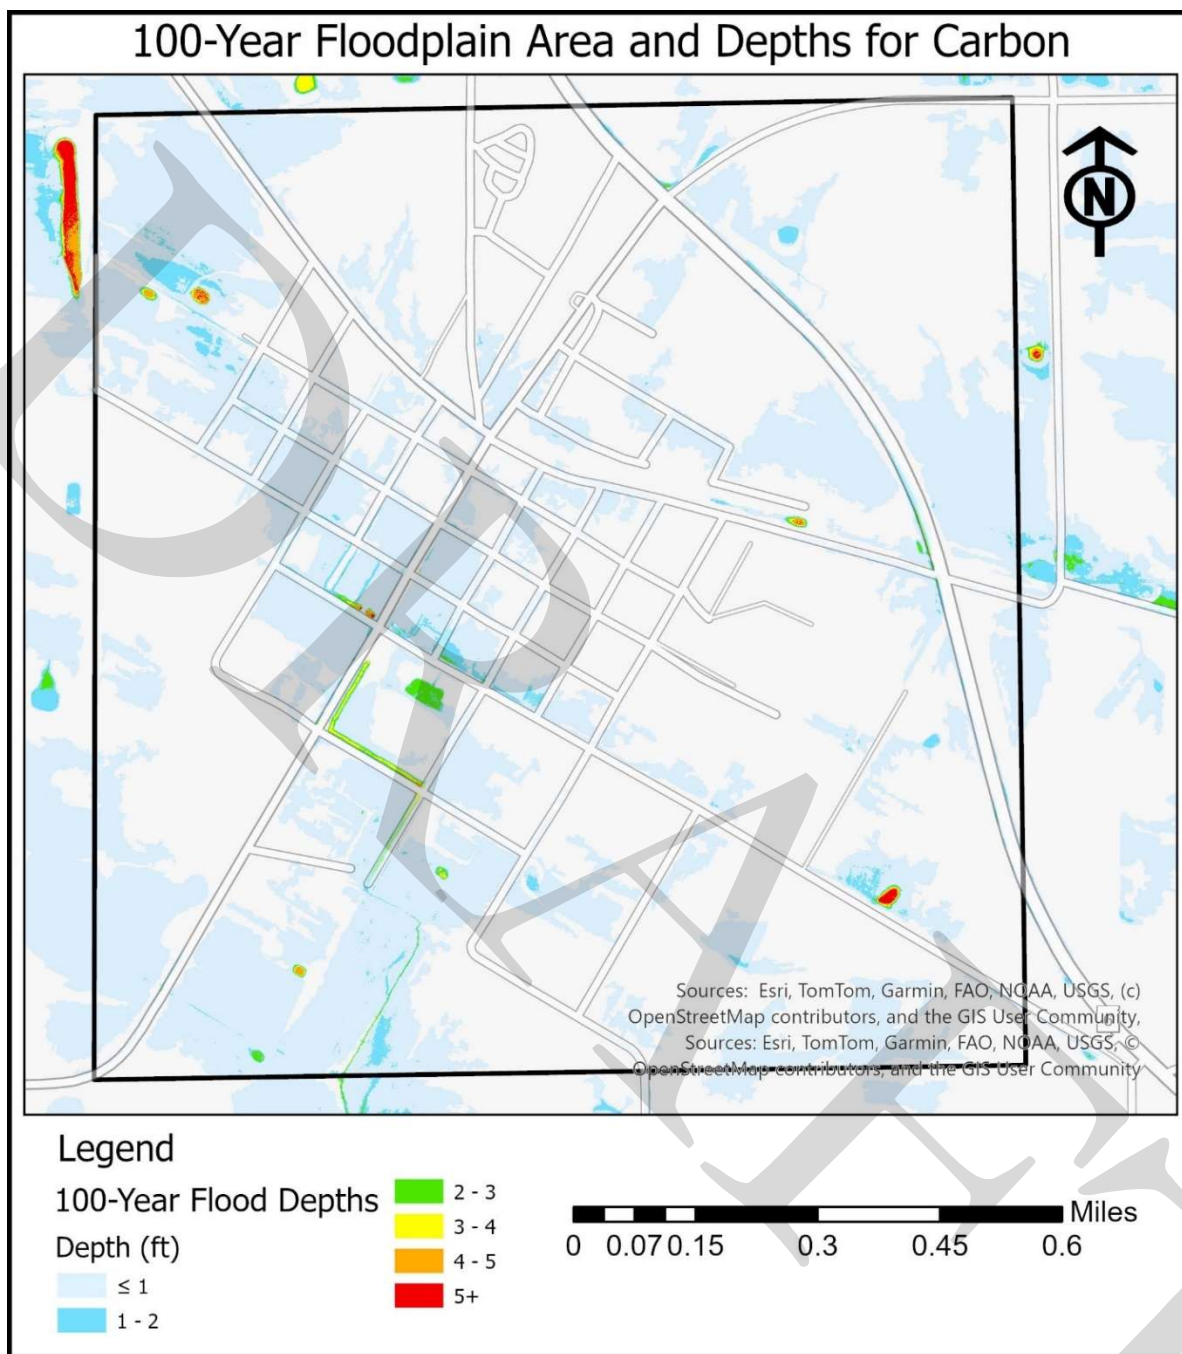 100-Year Floodplain Area and Depths for Carbon
N
Sources: Esri, TomTom, Garmin, FAO, NOAA, USGS, (c)
OpenStreetMap contributors, and the GIS User Community,
Sources: Esri, TomTom, Garmin, FAO, NOAA, USGS, ©
OpenStreetMap contributors, and the GIS User Community
Legend
100-Year Flood Depths
Depth (ft)
≤ 1
1 - 2
2 - 3
3 - 4
4 - 5
5+
Miles
0 0.07 0.15 0.3 0.45 0.6
DRAFT